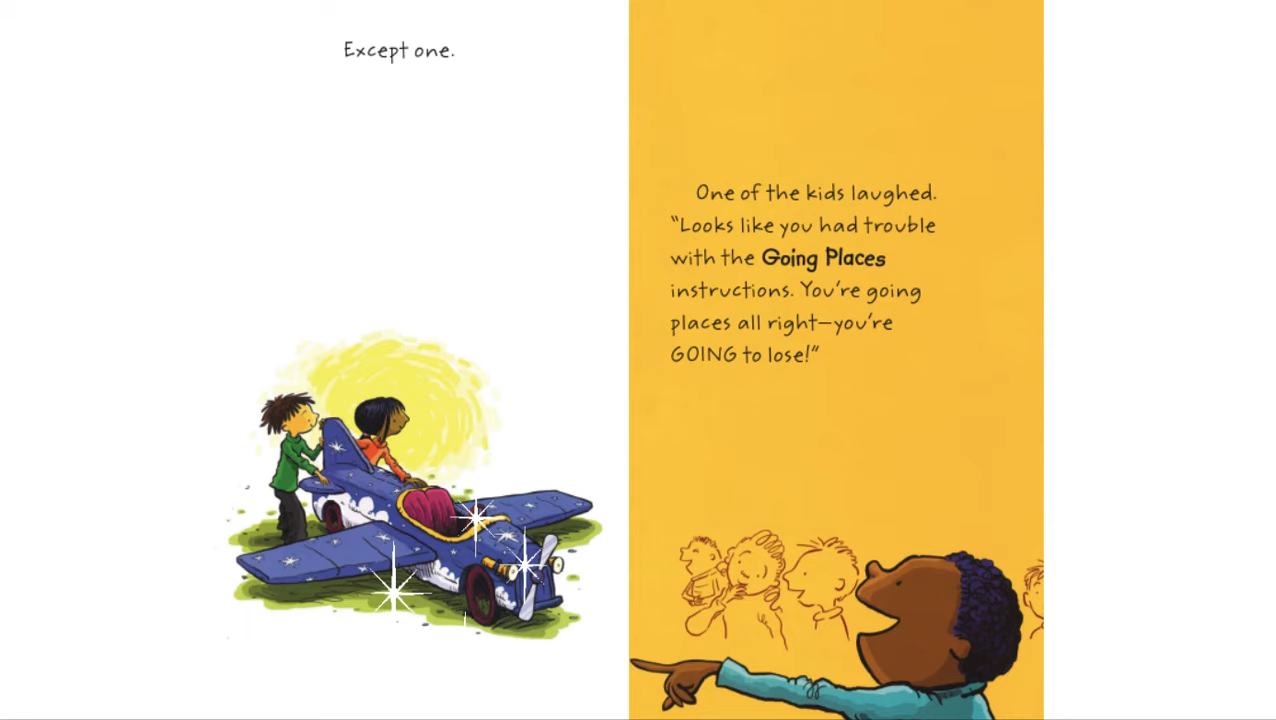 Except one.
One of the kids laughed.
“Looks like you had trouble
with the Going Places
instructions. You’re going
places all right—you’re
GOING to lose!”